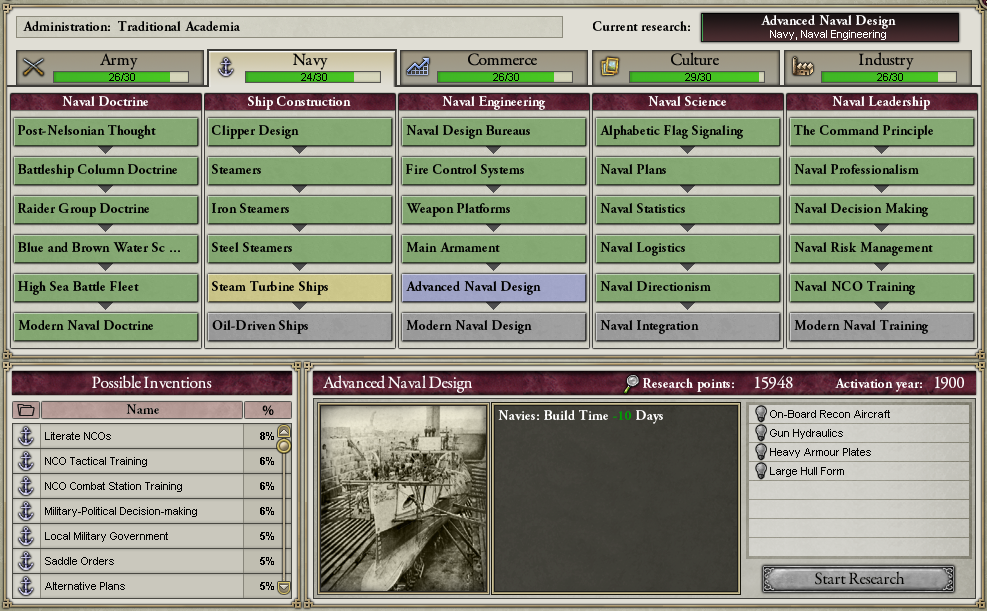 Administration: Traditional Academia
Current research:
Advanced Naval Design
Navy, Naval Engineering
Army
26/30
Navy
24/30
Commerce
26/30
Culture
29/30
Industry
26/30
Naval Doctrine
Ship Construction
Naval Engineering
Naval Science
Naval Leadership
Post-Nelsonian Thought
Clipper Design
Naval Design Bureaus
Alphabetic Flag Signaling
The Command Principle
Battleship Column Doctrine
Steamers
Fire Control Systems
Naval Plans
Naval Professionalism
Raider Group Doctrine
Iron Steamers
Weapon Platforms
Naval Statistics
Naval Decision Making
Blue and Brown Water Sc ...
Steel Steamers
Main Armament
Naval Logistics
Naval Risk Management
High Sea Battle Fleet
Steam Turbine Ships
Advanced Naval Design
Naval Directionism
Naval NCO Training
Modern Naval Doctrine
Oil-Driven Ships
Modern Naval Design
Naval Integration
Modern Naval Training
Possible Inventions
Name
%
Literate NCOs
8%
NCO Tactical Training
6%
NCO Combat Station Training
6%
Military-Political Decision-making
6%
Local Military Government
5%
Saddle Orders
5%
Alternative Plans
5%
Advanced Naval Design
Research points:
15948
Activation year:
1900
Navies: Build Time -10 Days
On-Board Recon Aircraft
Gun Hydraulics
Heavy Armour Plates
Large Hull Form
Start Research